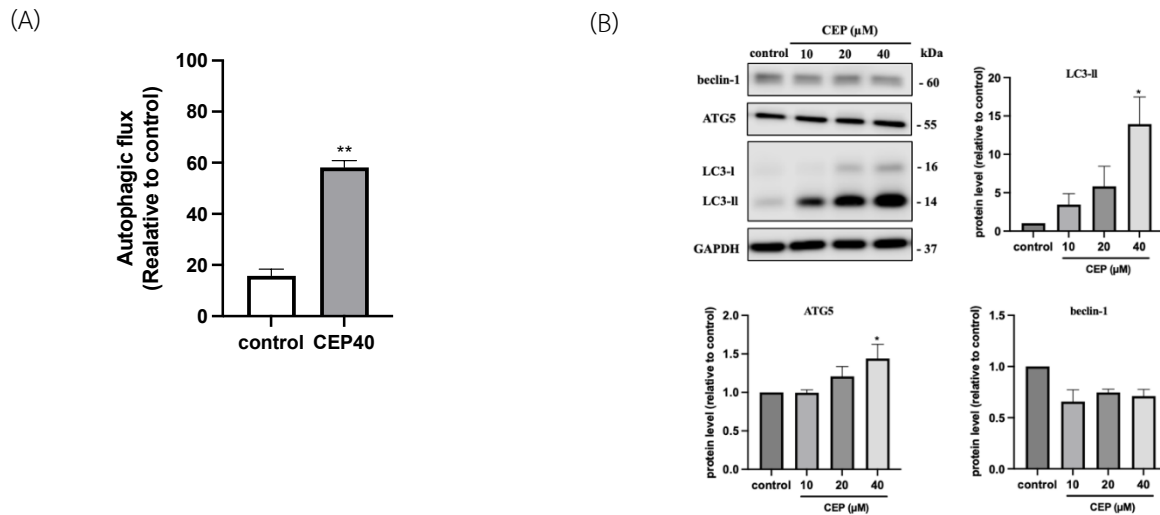 (A)
Autophagic flux
(Realative to control)
100
80
60
40
20
0
**
control CEP40
(B)
CEP (µM)
control 10 20 40 kDa
beclin-1 - 60
ATG5 - 55
LC3-I - 16
LC3-II - 14
GAPDH - 37
LC3-II
protein level (relative to control)
20
15
10
5
0
*
control 10 20 40
CEP (µM)
ATG5
protein level (relative to control)
2.0
1.5
1.0
0.5
0.0
*
control 10 20 40
CEP (µM)
beclin-1
protein level (relative to control)
1.5
1.0
0.5
0.0
control 10 20 40
CEP (µM)